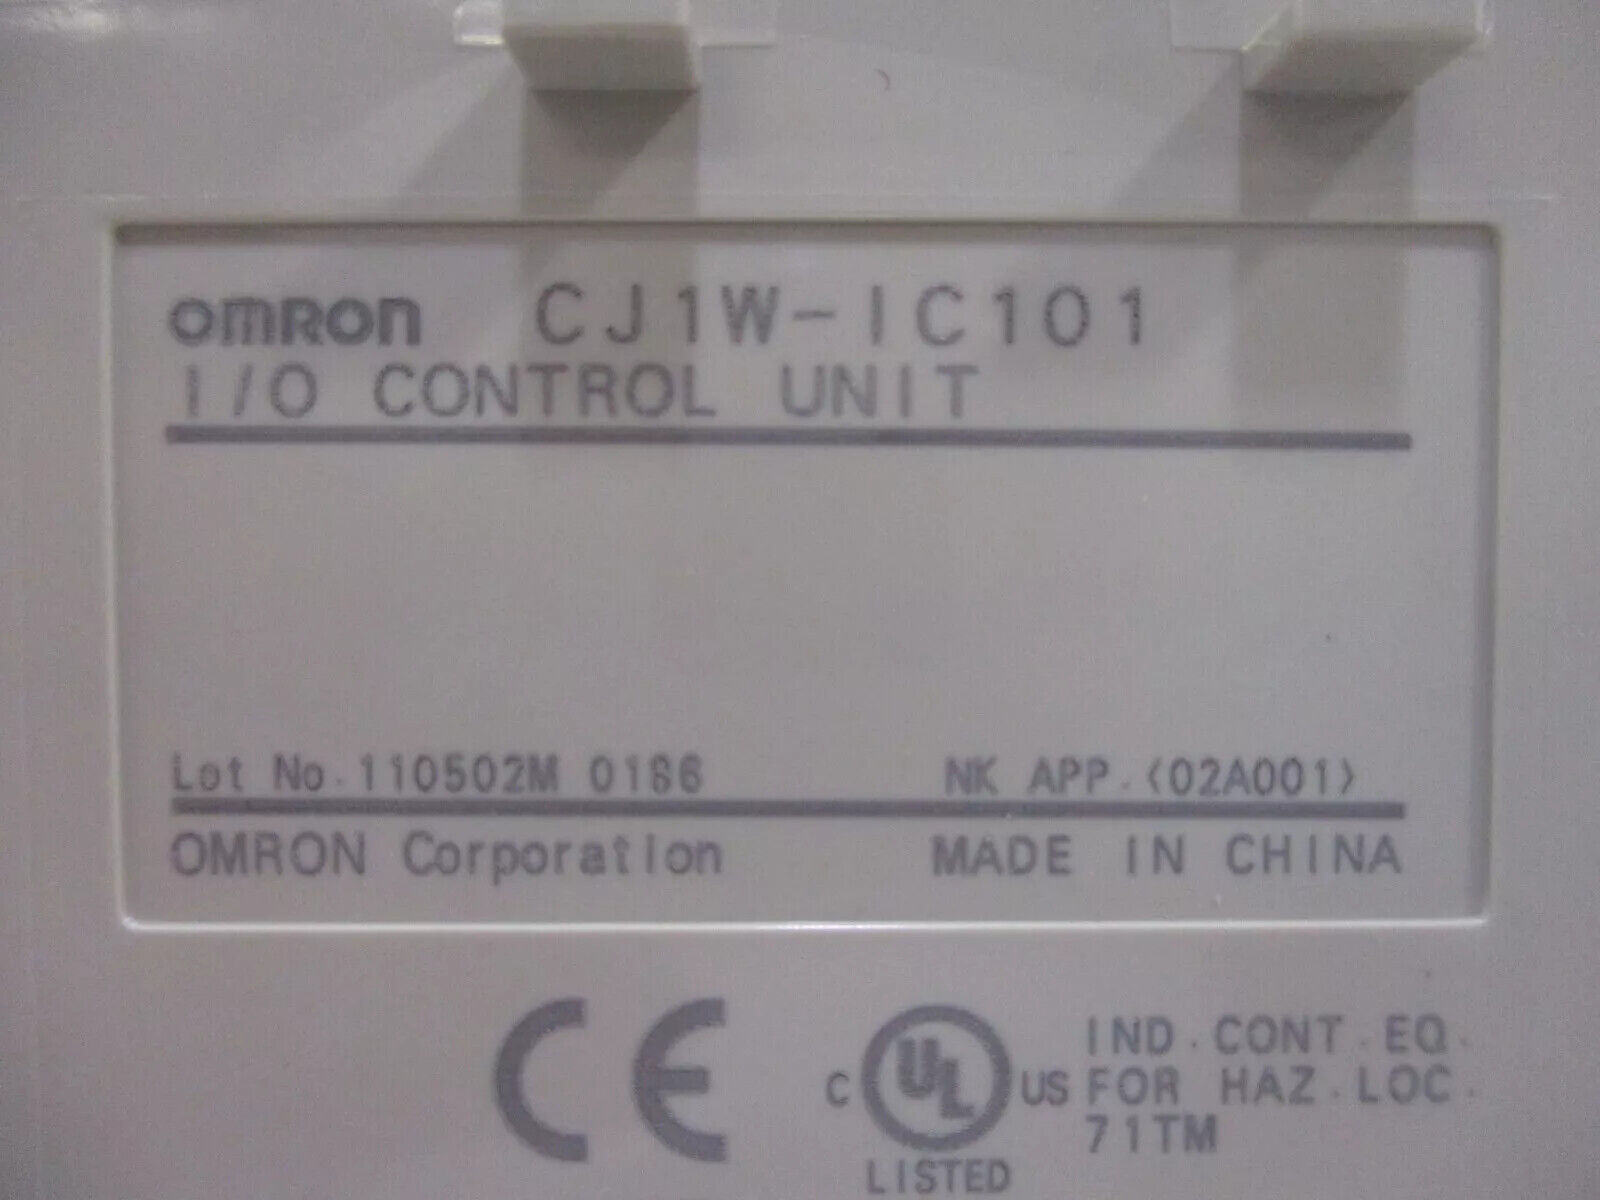 OMRON CJ1W-IC101
I/O CONTROL UNIT
Lot No.110502M 0186 NK APP.<02A001>
OMRON Corporation MADE IN CHINA
CE
C UL US LISTED
IND.CONT.EQ.
FOR HAZ.LOC.
71TM